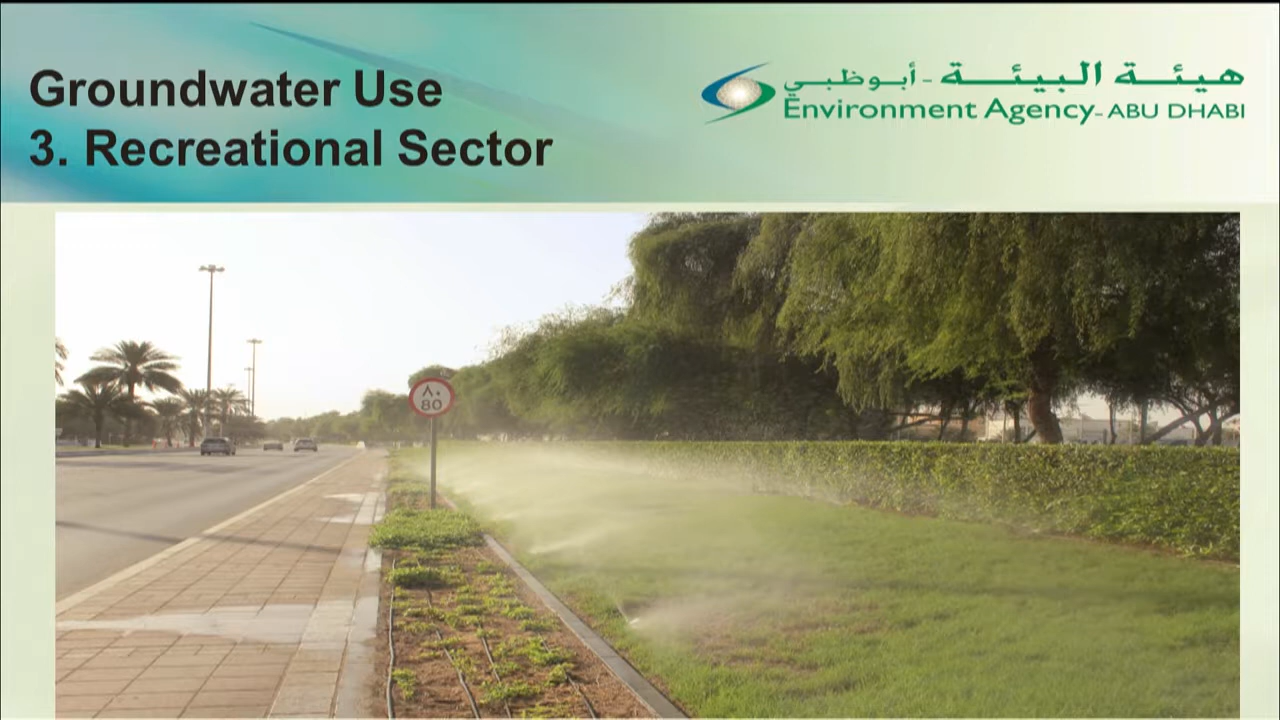 Groundwater Use
3. Recreational Sector
هيئة البيئة - أبوظبي
Environment Agency- ABU DHABI
٨٠
80